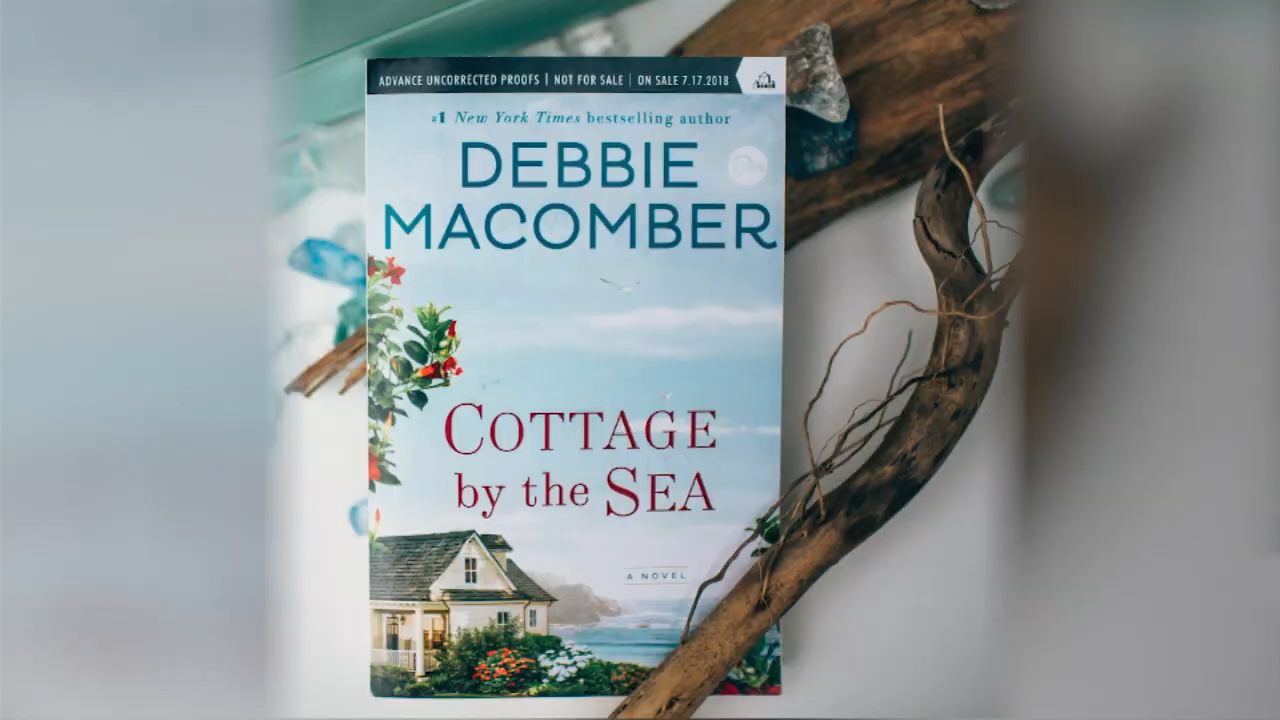 ADVANCE UNCORRECTED PROOFS | NOT FOR SALE | ON SALE 7.17.2018
#1 New York Times bestselling author
DEBBIE
MACOMBER
COTTAGE
by the SEA
A NOVEL